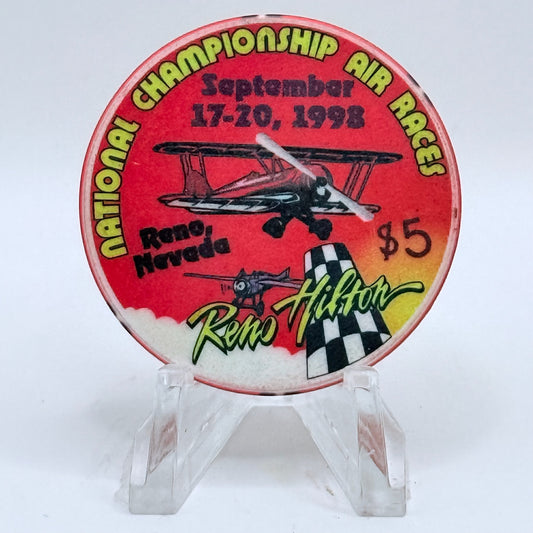 NATIONAL CHAMPIONSHIP AIR RACES
September
17-20, 1998
Reno,
Nevada
$5
Reno Hilton